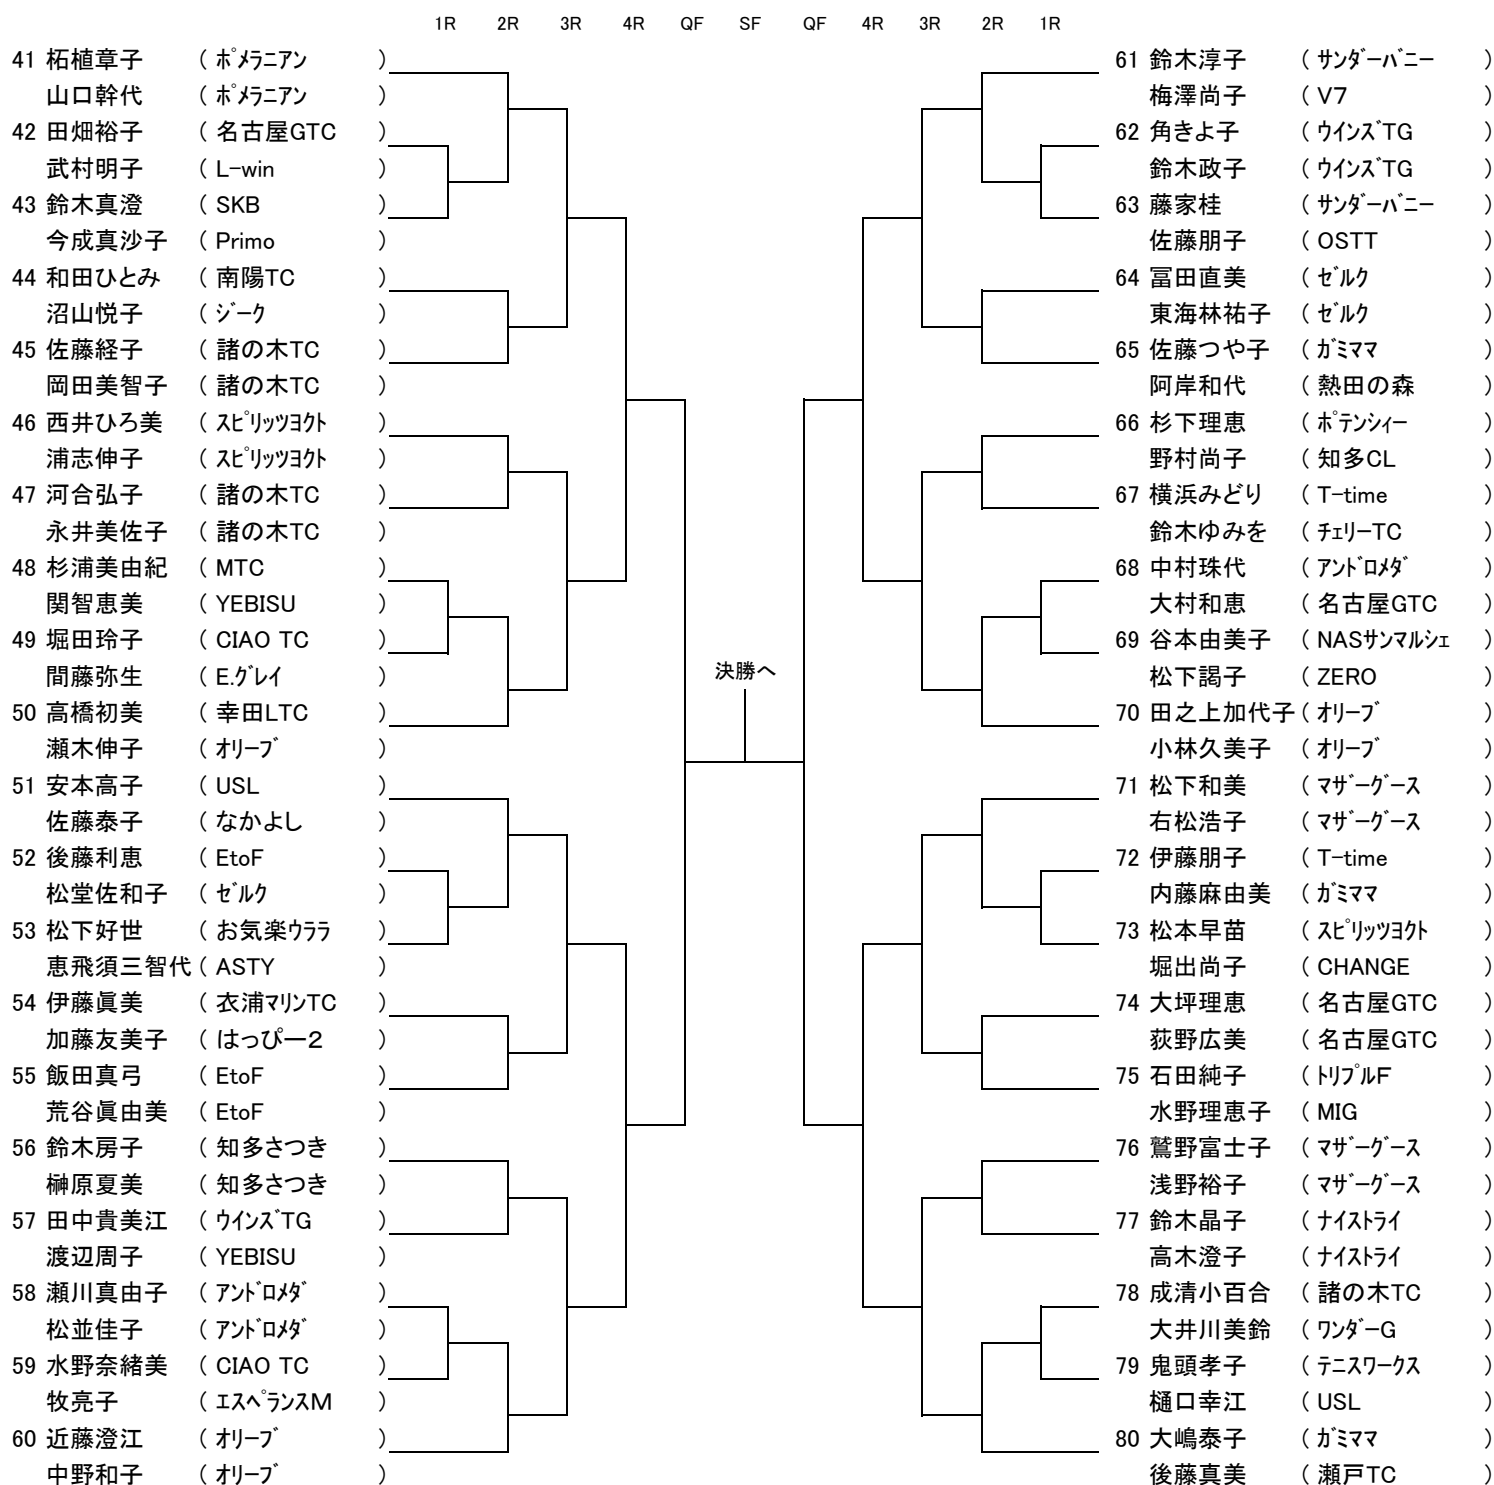 1R 2R 3R 4R QF SF QF 4R 3R 2R 1R
41 柘植章子 ( ﾎﾟﾒﾗﾆｱﾝ )
山口幹代 ( ﾎﾟﾒﾗﾆｱﾝ )
42 田畑裕子 ( 名古屋GTC )
武村明子 ( L-win )
43 鈴木真澄 ( SKB )
今成真沙子 ( Primo )
44 和田ひとみ ( 南陽TC )
沼山悦子 ( ｼﾞｰｸ )
45 佐藤経子 ( 諸の木TC )
岡田美智子 ( 諸の木TC )
46 西井ひろ美 ( ｽﾋﾟﾘｯﾂﾖｸﾄ )
浦志伸子 ( ｽﾋﾟﾘｯﾂﾖｸﾄ )
47 河合弘子 ( 諸の木TC )
永井美佐子 ( 諸の木TC )
48 杉浦美由紀 ( MTC )
関智恵美 ( YEBISU )
49 堀田玲子 ( CIAO TC )
間藤弥生 ( E.ｸﾞﾚｲ )
50 高橋初美 ( 幸田LTC )
瀬木伸子 ( ｵﾘｰﾌﾞ )
51 安本高子 ( USL )
佐藤泰子 ( なかよし )
52 後藤利恵 ( EtoF )
松堂佐和子 ( ｾﾞﾙｸ )
53 松下好世 ( お気楽ｳﾗﾗ )
恵飛須三智代 ( ASTY )
54 伊藤眞美 ( 衣浦ﾏﾘﾝTC )
加藤友美子 ( はっぴー2 )
55 飯田真弓 ( EtoF )
荒谷眞由美 ( EtoF )
56 鈴木房子 ( 知多さつき )
榊原夏美 ( 知多さつき )
57 田中貴美江 ( ｳｲﾝｽﾞTG )
渡辺周子 ( YEBISU )
58 瀬川真由子 ( ｱﾝﾄﾞﾛﾒﾀﾞ )
松並佳子 ( ｱﾝﾄﾞﾛﾒﾀﾞ )
59 水野奈緒美 ( CIAO TC )
牧亮子 ( ｴｽﾍﾟﾗﾝｽM )
60 近藤澄江 ( ｵﾘｰﾌﾞ )
中野和子 ( ｵﾘｰﾌﾞ )
決勝へ
61 鈴木淳子 ( ｻﾝﾀﾞｰﾊﾞﾆｰ )
梅澤尚子 ( V7 )
62 角きよ子 ( ｳｲﾝｽﾞTG )
鈴木政子 ( ｳｲﾝｽﾞTG )
63 藤家桂 ( ｻﾝﾀﾞｰﾊﾞﾆｰ )
佐藤朋子 ( OSTT )
64 冨田直美 ( ｾﾞﾙｸ )
東海林祐子 ( ｾﾞﾙｸ )
65 佐藤つや子 ( ｶﾞﾐママ )
阿岸和代 ( 熱田の森 )
66 杉下理恵 ( ﾎﾟﾃﾝｼｨｰ )
野村尚子 ( 知多CL )
67 横浜みどり ( T-time )
鈴木ゆみを ( ﾁｪﾘｰTC )
68 中村珠代 ( ｱﾝﾄﾞﾛﾒﾀﾞ )
大村和恵 ( 名古屋GTC )
69 谷本由美子 ( NASｻﾝﾏﾙｼｪ )
松下謁子 ( ZERO )
70 田之上加代子 ( ｵﾘｰﾌﾞ )
小林久美子 ( ｵﾘｰﾌﾞ )
71 松下和美 ( ﾏｻﾞｰｸﾞｰｽ )
右松浩子 ( ﾏｻﾞｰｸﾞｰｽ )
72 伊藤朋子 ( T-time )
内藤麻由美 ( ｶﾞﾐママ )
73 松本早苗 ( ｽﾋﾟﾘｯﾂﾖｸﾄ )
堀出尚子 ( CHANGE )
74 大坪理恵 ( 名古屋GTC )
荻野広美 ( 名古屋GTC )
75 石田純子 ( ﾄﾘﾌﾟﾙF )
水野理恵子 ( MIG )
76 鷲野富士子 ( ﾏｻﾞｰｸﾞｰｽ )
浅野裕子 ( ﾏｻﾞｰｸﾞｰｽ )
77 鈴木晶子 ( ﾅｲｽﾄﾗｲ )
高木澄子 ( ﾅｲｽﾄﾗｲ )
78 成清小百合 ( 諸の木TC )
大井川美鈴 ( ﾜﾝﾀﾞｰG )
79 鬼頭孝子 ( ﾃﾆｽﾜｰｸｽ )
樋口幸江 ( USL )
80 大嶋泰子 ( ｶﾞﾐママ )
後藤真美 ( 瀬戸TC )